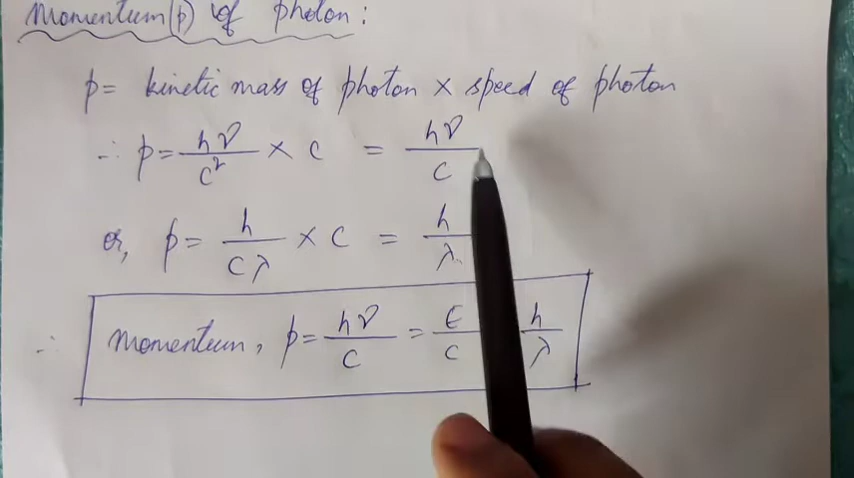 Momentum(p) of photon:
p= kinetic mass of photon × speed of photon
∴ p= hν/c² × c = hν/c
or, p= h/cλ × c = h/λ
∴ Momentum, p= hν/c = E/c h/λ